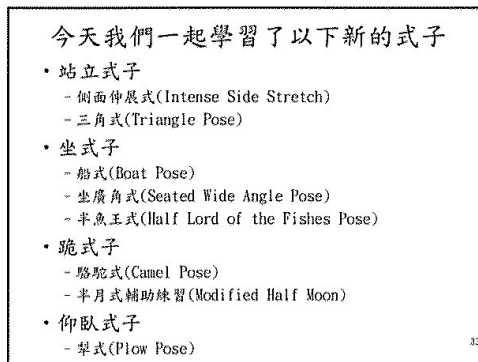 今天我們一起學習了以下新的式子
• 站立式子
- 側面伸展式(Intense Side Stretch)
- 三角式(Triangle Pose)
• 坐式子
- 船式(Boat Pose)
- 坐廣角式(Seated Wide Angle Pose)
- 半魚王式(Half Lord of the Fishes Pose)
• 跪式子
- 駱駝式(Camel Pose)
- 半月式輔助練習(Modified Half Moon)
• 仰臥式子
- 犁式(Plow Pose)